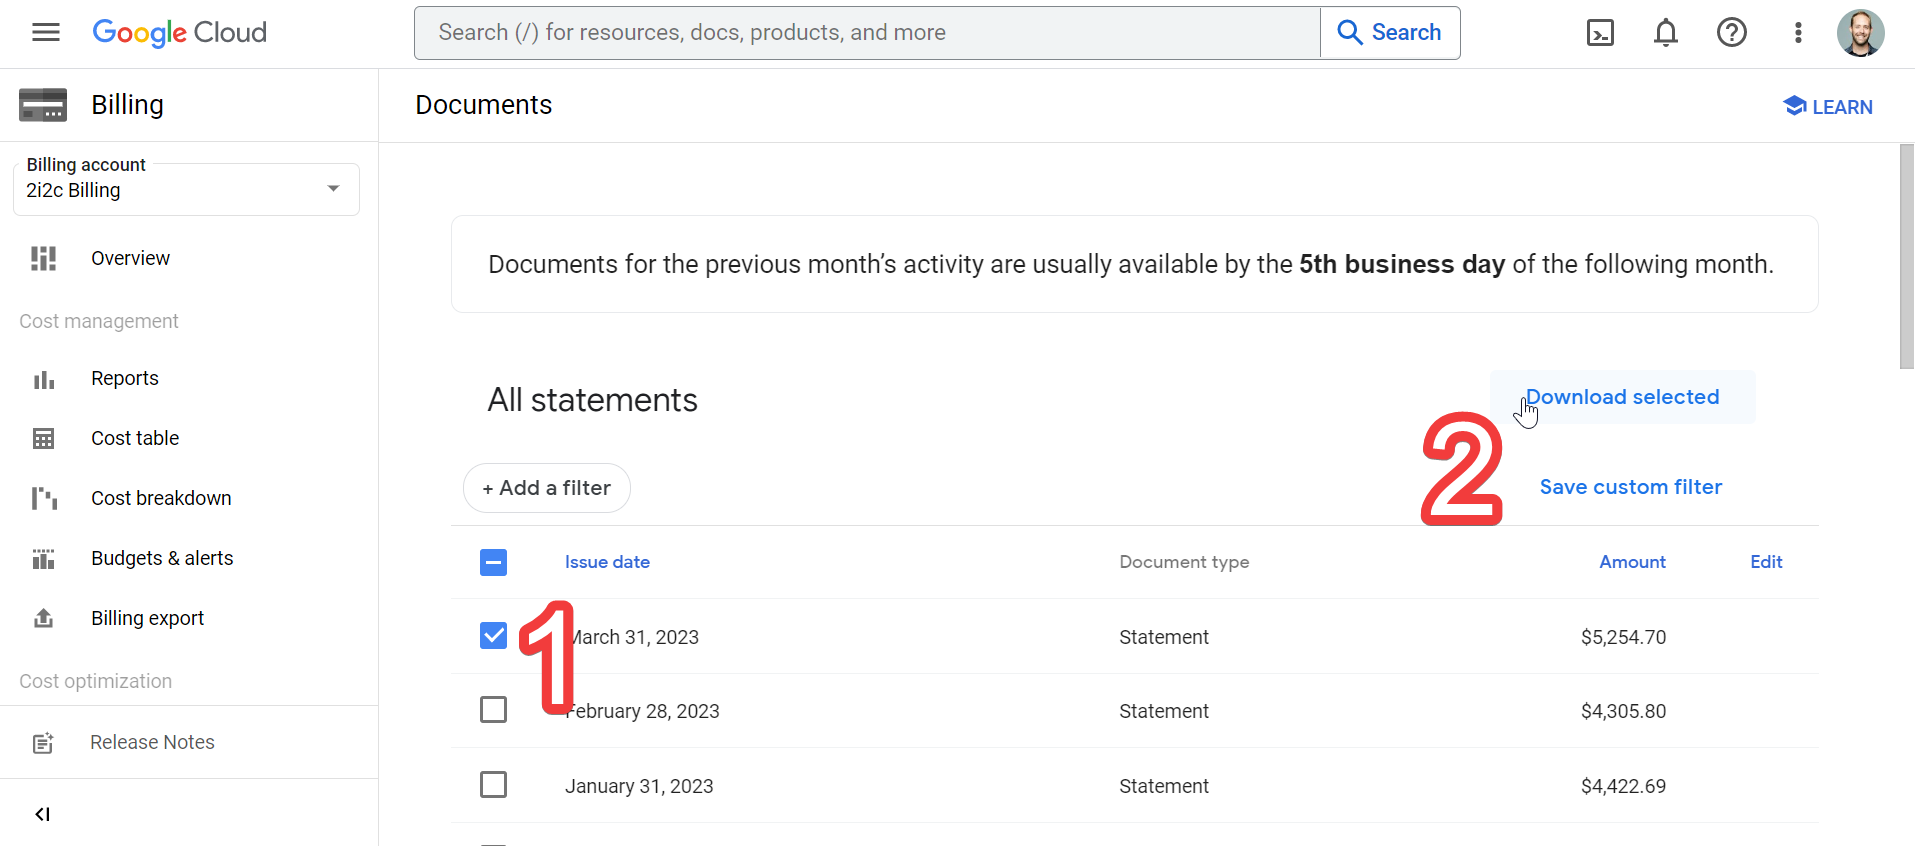 Google Cloud
Search (/) for resources, docs, products, and more
Search
Billing
Documents
LEARN
Billing account
2i2c Billing
Overview
Cost management
Reports
Cost table
Cost breakdown
Budgets & alerts
Billing export
Cost optimization
Release Notes
Documents for the previous month’s activity are usually available by the 5th business day of the following month.
All statements
Download selected
2
+ Add a filter
Save custom filter
Issue date Document type Amount Edit
1
March 31, 2023 Statement $5,254.70
February 28, 2023 Statement $4,305.80
January 31, 2023 Statement $4,422.69